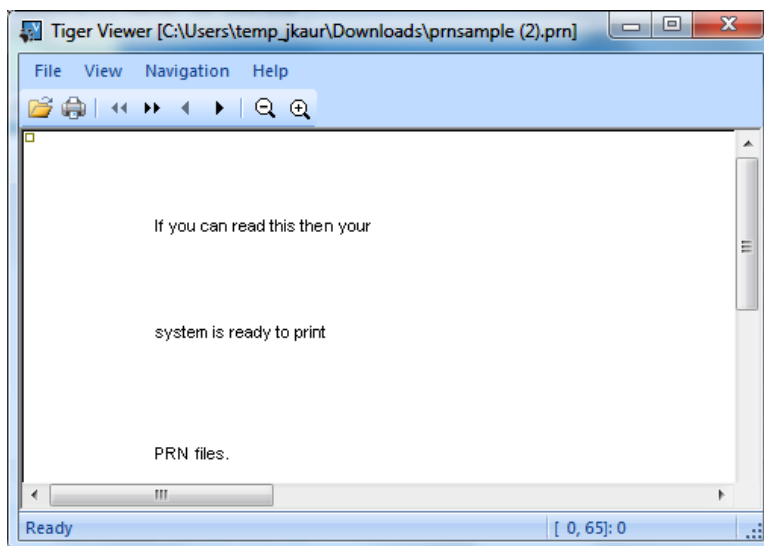 Tiger Viewer [C:\Users\temp_jkaur\Downloads\prnsample (2).prn]
File View Navigation Help
If you can read this then your
system is ready to print
PRN files.
Ready [ 0, 65]: 0